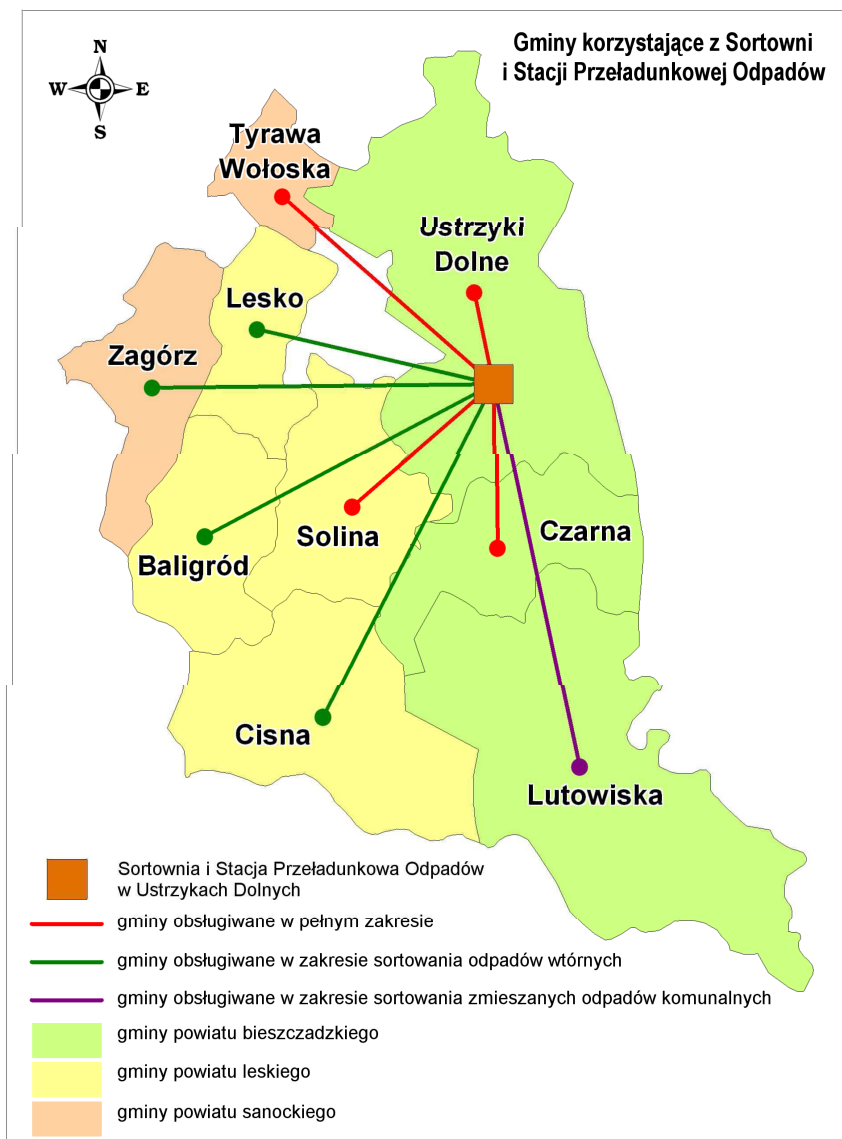 Gminy korzystające z Sortowni
i Stacji Przeładunkowej Odpadów
N
W
E
S
Tyrawa
Wołoska
Ustrzyki
Dolne
Lesko
Zagórz
Solina
Czarna
Baligród
Cisna
Lutowiska
Sortownia i Stacja Przeładunkowa Odpadów
w Ustrzykach Dolnych
gminy obsługiwane w pełnym zakresie
gminy obsługiwane w zakresie sortowania odpadów wtórnych
gminy obsługiwane w zakresie sortowania zmieszanych odpadów komunalnych
gminy powiatu bieszczadzkiego
gminy powiatu leskiego
gminy powiatu sanockiego